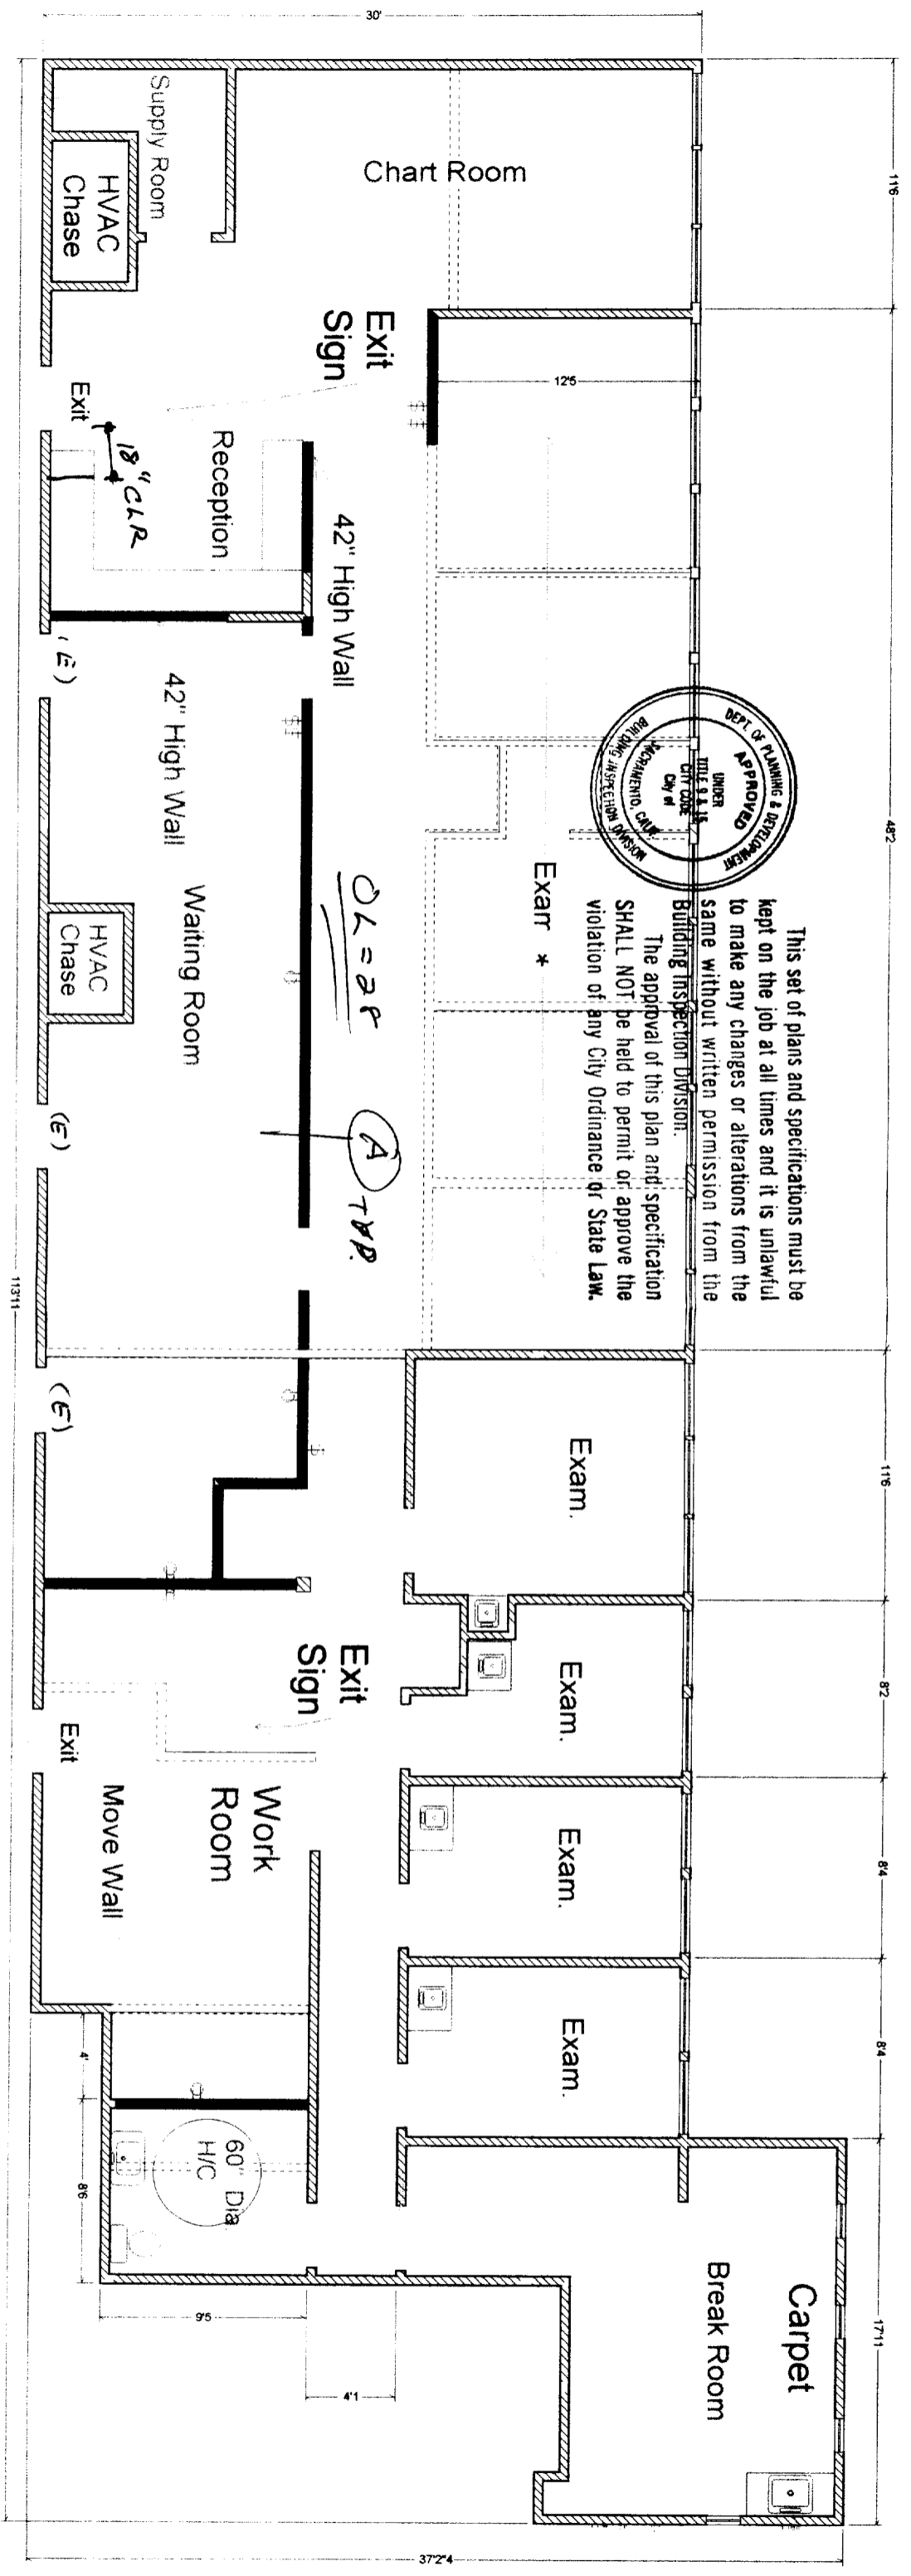 30'
11'6
48'2
11'6
8'2
8'4
8'4
17'11
113'11
37'2"4
12'5
Supply Room
HVAC
Chase
Chart Room
Exit
Sign
Exit
18" CLR
Reception
42" High Wall
(E)
42" High Wall
HVAC
Chase
Waiting Room
OL = 28
A
TYP.
(E)
(E)
Exam *
DEPT. OF PLANNING & DEVELOPMENT
APPROVED
UNDER
TITLE 9 & 15
CITY CODE
City of
SACRAMENTO, CALIF.
BUILDING INSPECTION DIVISION
This set of plans and specifications must be
kept on the job at all times and it is unlawful
to make any changes or alterations from the
same without written permission from the
Building Inspection Division.
The approval of this plan and specification
SHALL NOT be held to permit or approve the
violation of any City Ordinance or State Law.
Exam.
Exam.
Exam.
Exam.
Exit
Sign
Exit
Work
Room
Move Wall
4'
8'6
60" Dia
H/C
9'5
4'1
Break Room
Carpet